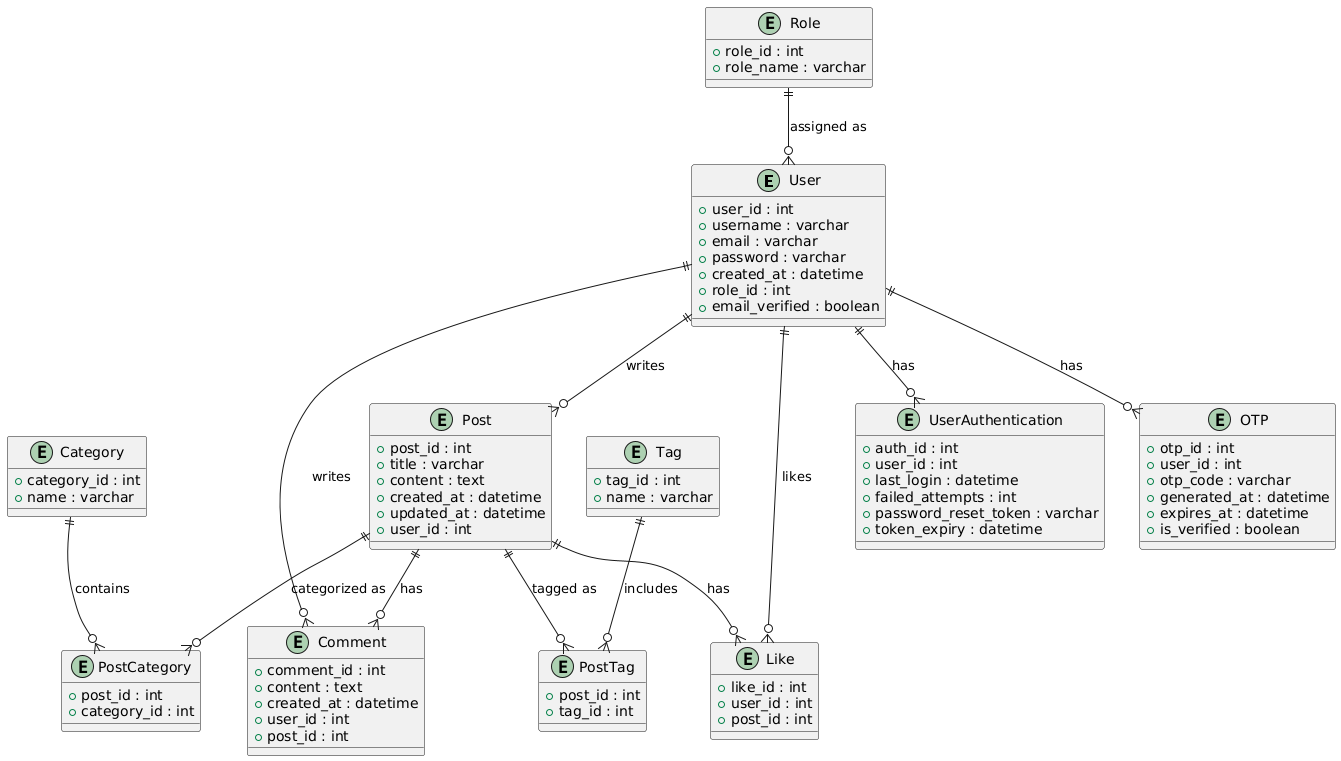 E Role
role_id : int
role_name : varchar
assigned as
E User
user_id : int
username : varchar
email : varchar
password : varchar
created_at : datetime
role_id : int
email_verified : boolean
writes
has
has
E Post
post_id : int
title : varchar
content : text
created_at : datetime
updated_at : datetime
user_id : int
E UserAuthentication
auth_id : int
user_id : int
last_login : datetime
failed_attempts : int
password_reset_token : varchar
token_expiry : datetime
E OTP
otp_id : int
user_id : int
otp_code : varchar
generated_at : datetime
expires_at : datetime
is_verified : boolean
E Category
category_id : int
name : varchar
E Tag
tag_id : int
name : varchar
writes
likes
contains
categorized as
has
tagged as
includes
has
E PostCategory
post_id : int
category_id : int
E Comment
comment_id : int
content : text
created_at : datetime
user_id : int
post_id : int
E PostTag
post_id : int
tag_id : int
E Like
like_id : int
user_id : int
post_id : int